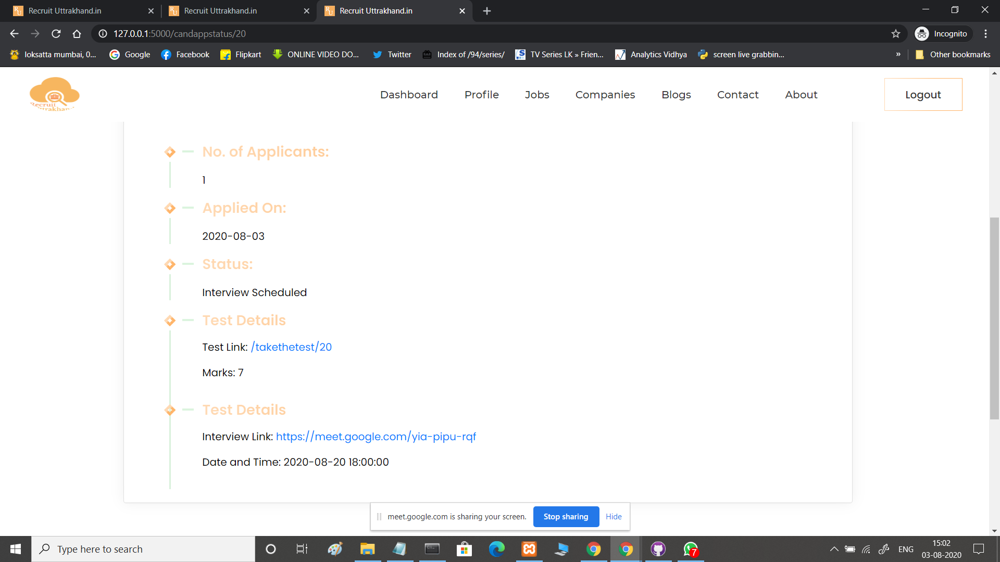 Recruit Uttrakhand.in
Recruit Uttrakhand.in
Recruit Uttrakhand.in
127.0.0.1:5000/candappstatus/20
Incognito
loksatta mumbai, 0...
Google
Facebook
Flipkart
ONLINE VIDEO DO...
Twitter
Index of /94/series/
TV Series LK » Frien...
Analytics Vidhya
screen live grabbin...
»
Other bookmarks
Recruit
Uttrakhand
Dashboard
Profile
Jobs
Companies
Blogs
Contact
About
Logout
No. of Applicants:
1
Applied On:
2020-08-03
Status:
Interview Scheduled
Test Details
Test Link: /takethetest/20
Marks: 7
Test Details
Interview Link: https://meet.google.com/yia-pipu-rqf
Date and Time: 2020-08-20 18:00:00
meet.google.com is sharing your screen.
Stop sharing
Hide
Type here to search
7
ENG
15:02
03-08-2020